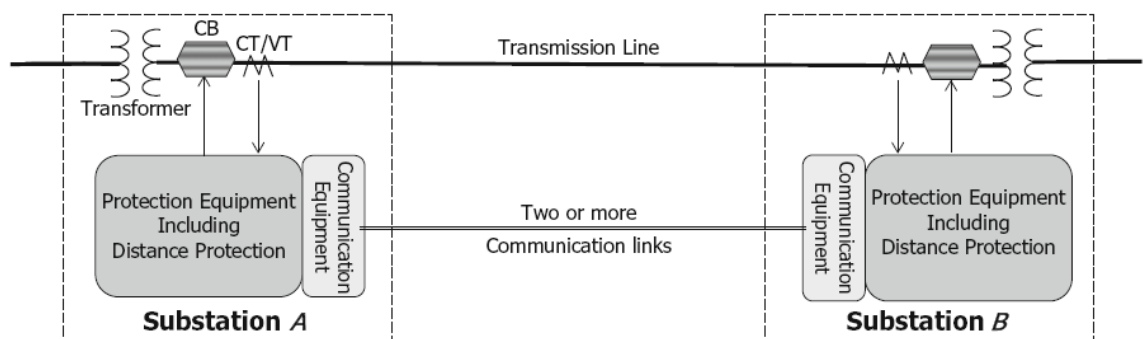 CB
CT/VT
Transformer
Transmission Line
Protection Equipment
Including
Distance Protection
Communication
Equipment
Two or more
Communication links
Communication
Equipment
Protection Equipment
Including
Distance Protection
Substation A
Substation B